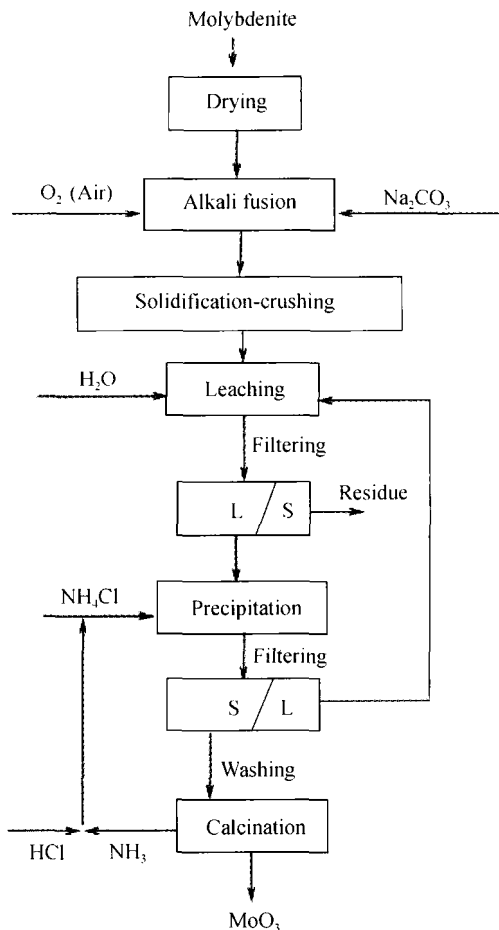 Molybdenite
Drying
O₂ (Air)
Alkali fusion
Na₂CO₃
Solidification-crushing
H₂O
Leaching
Filtering
L / S
Residue
NH₄Cl
Precipitation
Filtering
S / L
Washing
Calcination
HCl
NH₃
MoO₃